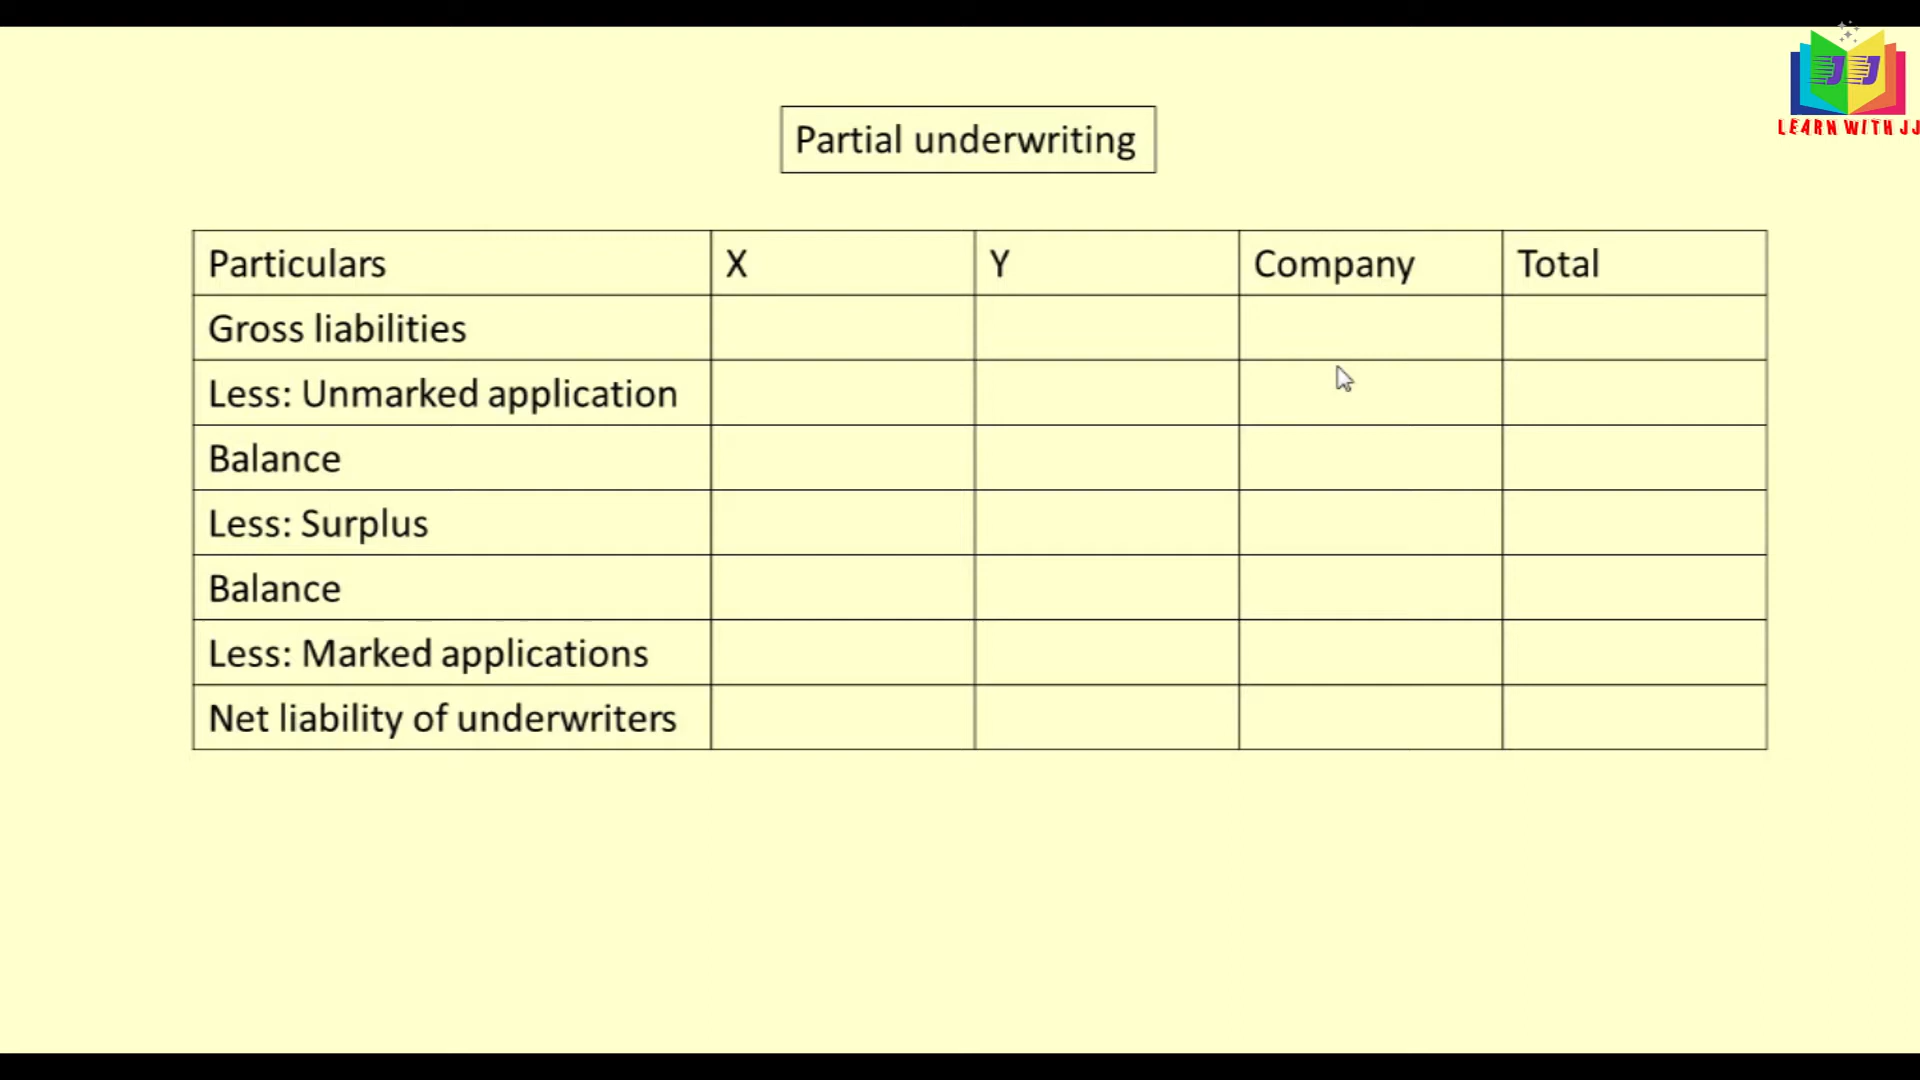 LEARN WITH JJ
Partial underwriting
Particulars X Y Company Total
Gross liabilities
Less: Unmarked application
Balance
Less: Surplus
Balance
Less: Marked applications
Net liability of underwriters